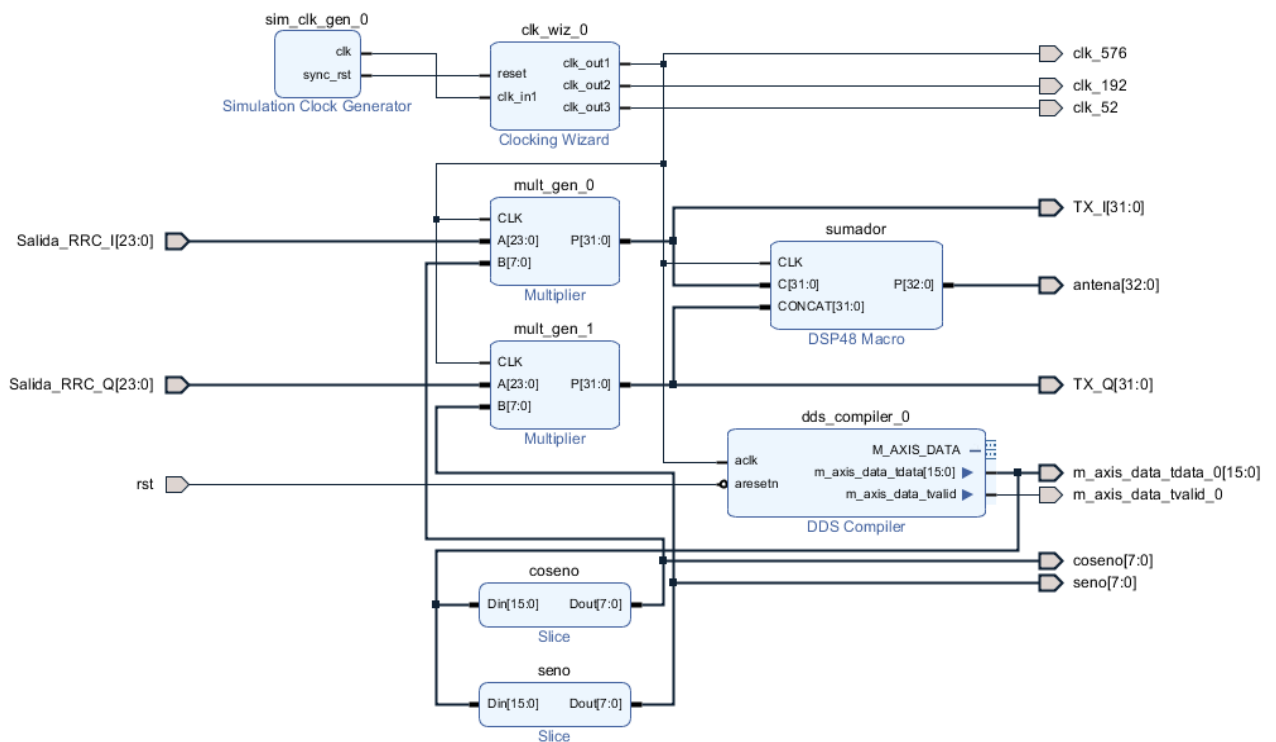 sim_clk_gen_0
clk
sync_rst
Simulation Clock Generator
clk_wiz_0
reset
clk_in1
clk_out1
clk_out2
clk_out3
Clocking Wizard
clk_576
clk_192
clk_52
mult_gen_0
CLK
A[23:0]
B[7:0]
P[31:0]
Multiplier
Salida_RRC_I[23:0]
TX_I[31:0]
sumador
CLK
C[31:0]
CONCAT[31:0]
P[32:0]
DSP48 Macro
antena[32:0]
mult_gen_1
CLK
A[23:0]
B[7:0]
P[31:0]
Multiplier
Salida_RRC_Q[23:0]
TX_Q[31:0]
dds_compiler_0
aclk
aresetn
M_AXIS_DATA
m_axis_data_tdata[15:0]
m_axis_data_tvalid
DDS Compiler
rst
m_axis_data_tdata_0[15:0]
m_axis_data_tvalid_0
coseno[7:0]
seno[7:0]
coseno
Din[15:0]
Dout[7:0]
Slice
seno
Din[15:0]
Dout[7:0]
Slice